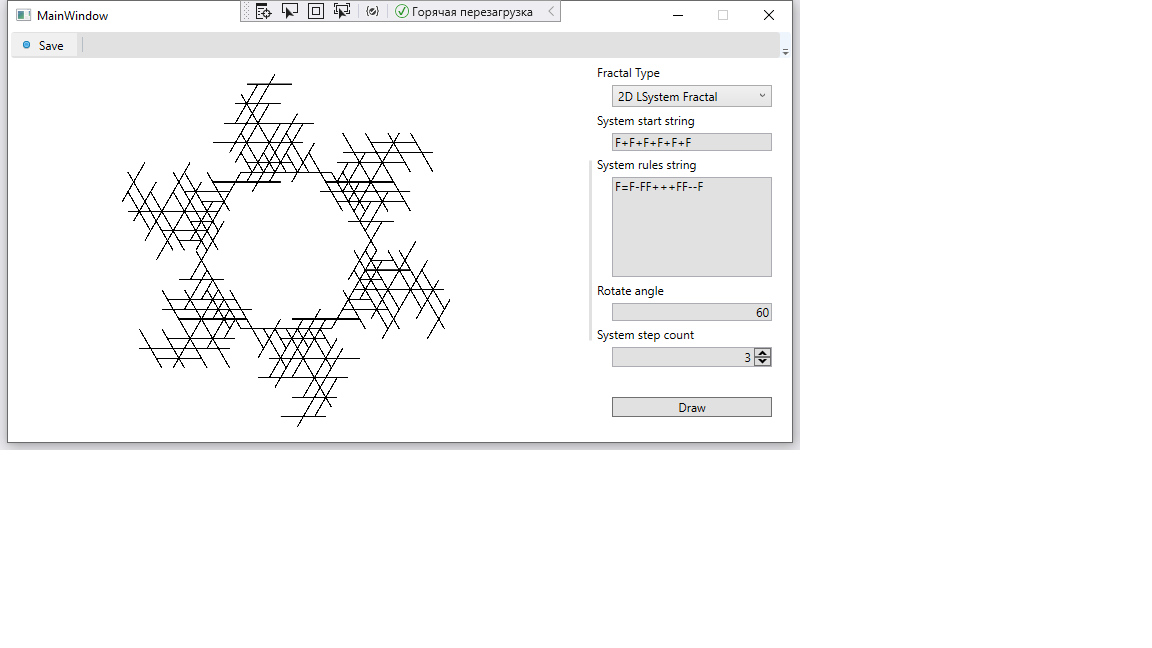 MainWindow
Горячая перезагрузка
Save
Fractal Type
2D LSystem Fractal
System start string
F+F+F+F+F+F
System rules string
F=F-FF+++FF--F
Rotate angle
60
System step count
3
Draw